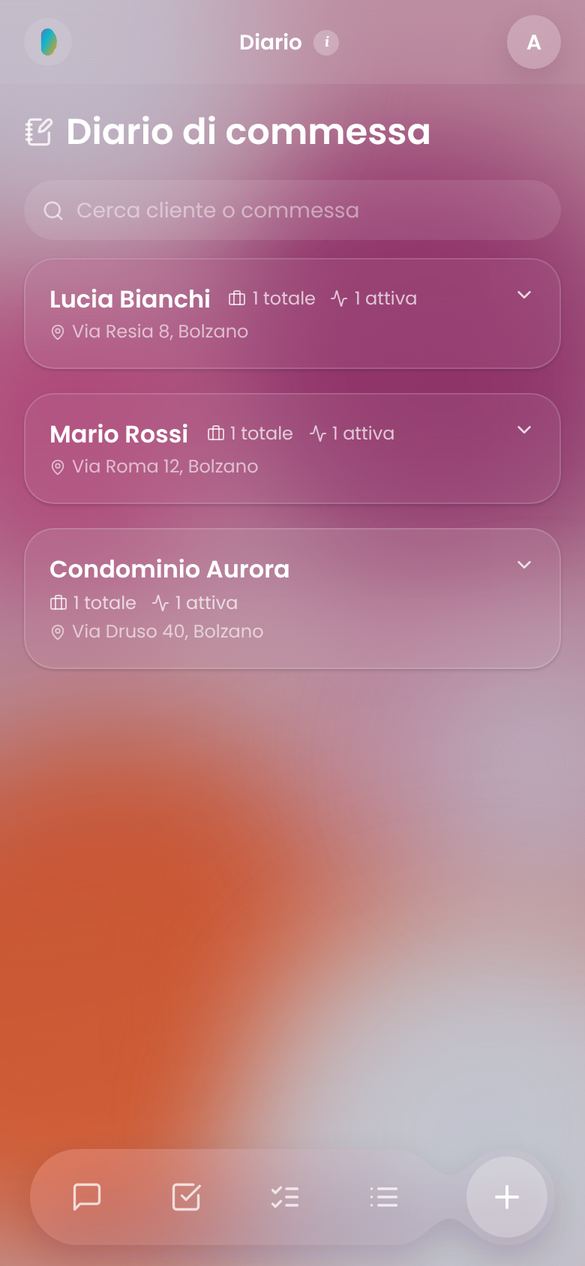 Diario i A
Diario di commessa
Cerca cliente o commessa
Lucia Bianchi 1 totale 1 attiva
Via Resia 8, Bolzano
Mario Rossi 1 totale 1 attiva
Via Roma 12, Bolzano
Condominio Aurora
1 totale 1 attiva
Via Druso 40, Bolzano